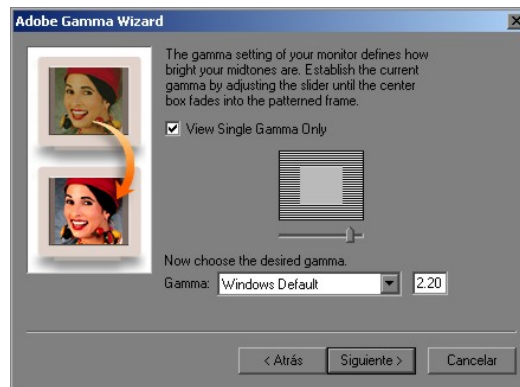 Adobe Gamma Wizard
The gamma setting of your monitor defines how
bright your midtones are. Establish the current
gamma by adjusting the slider until the center
box fades into the patterned frame.
View Single Gamma Only
Now choose the desired gamma.
Gamma: Windows Default 2.20
< Atrás Siguiente > Cancelar